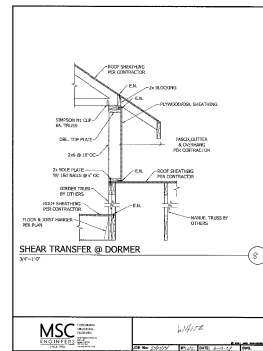 ROOF SHEATHING
PER CONTRACTOR
E.N.
2x BLOCKING
E.N.
PLYWOOD/OSB SHEATHING
SIMPSON H1 CLIP
EA. TRUSS
DBL. TOP PLATE
FASCIA, GUTTER
& OVERHANG
PER CONTRACTOR
2x6 @ 16" OC
2x SOLE PLATE
W/ 16d NAILS @ 6" OC
E.N.
ROOF SHEATHING
PER CONTRACTOR
GIRDER TRUSS
BY OTHERS
ROOF SHEATHING
PER CONTRACTOR
E.N.
FLOOR & JOIST HANGER
PER PLAN
MANUF. TRUSS BY
OTHERS
SHEAR TRANSFER @ DORMER
3/4"=1'-0"
8
MSC
ENGINEERS
JOB No:
BY:
DATE:
DWG.